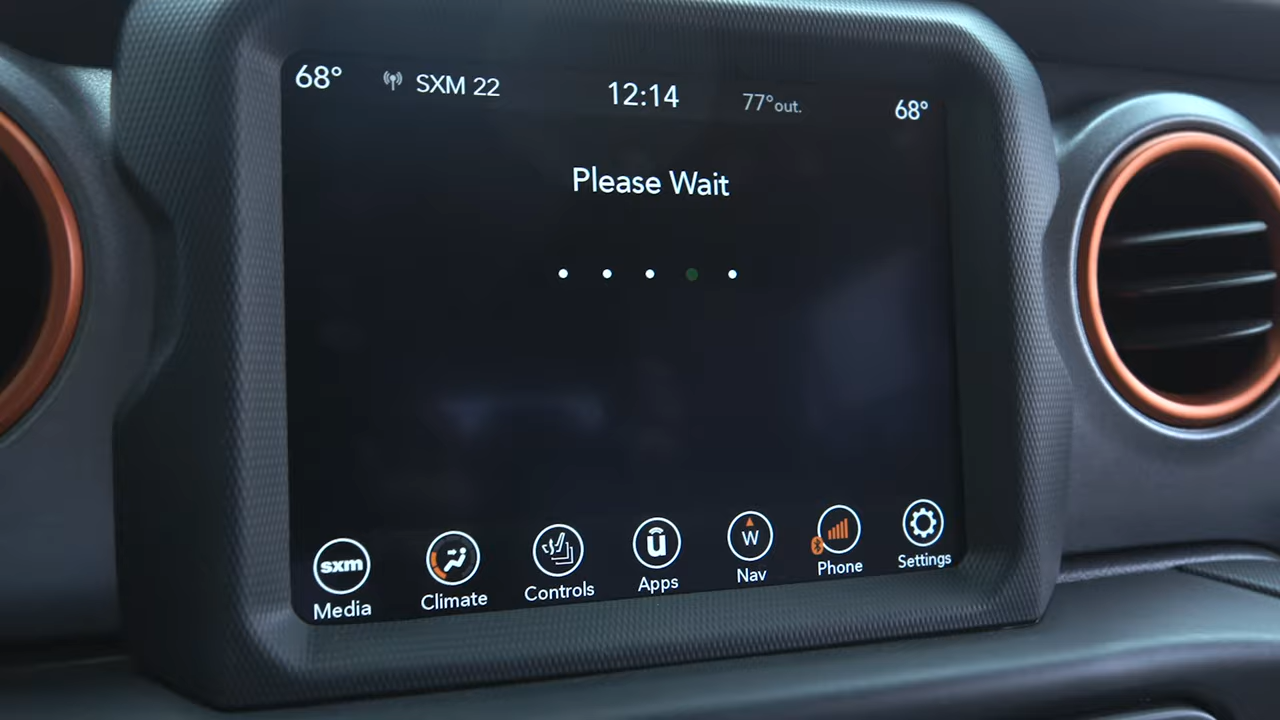 68° SXM 22 12:14 77°out. 68°
Please Wait
sxm ū W
Media Climate Controls Apps Nav Phone Settings